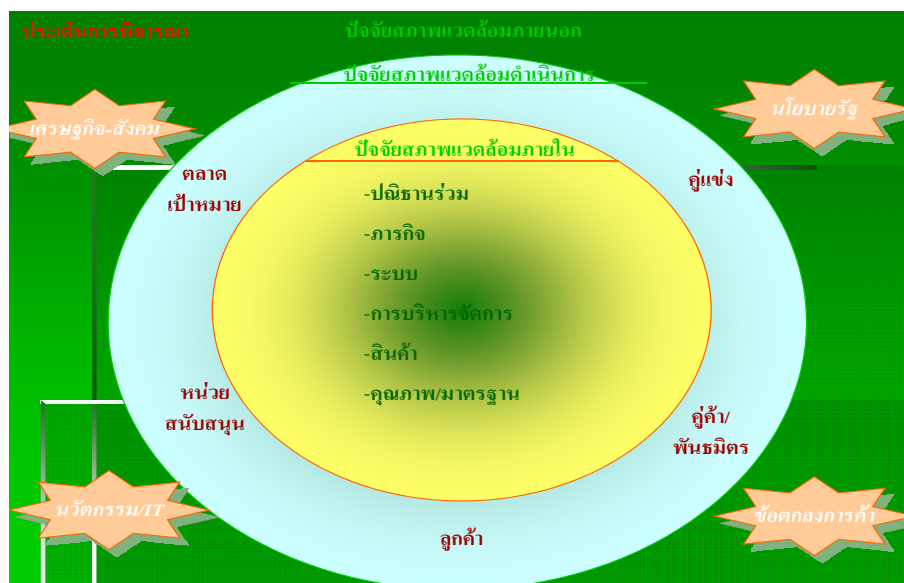 ประเด็นการพิจารณา
ปัจจัยสภาพแวดล้อมภายนอก
ปัจจัยสภาพแวดล้อมดำเนินการ
เศรษฐกิจ-สังคม
นโยบายรัฐ
ปัจจัยสภาพแวดล้อมภายใน
ตลาด
เป้าหมาย
คู่แข่ง
-ปณิธานร่วม
-ภารกิจ
-ระบบ
-การบริหารจัดการ
-สินค้า
-คุณภาพ/มาตรฐาน
หน่วย
สนับสนุน
คู่ค้า/
พันธมิตร
นวัตกรรม/IT
ข้อตกลงการค้า
ลูกค้า